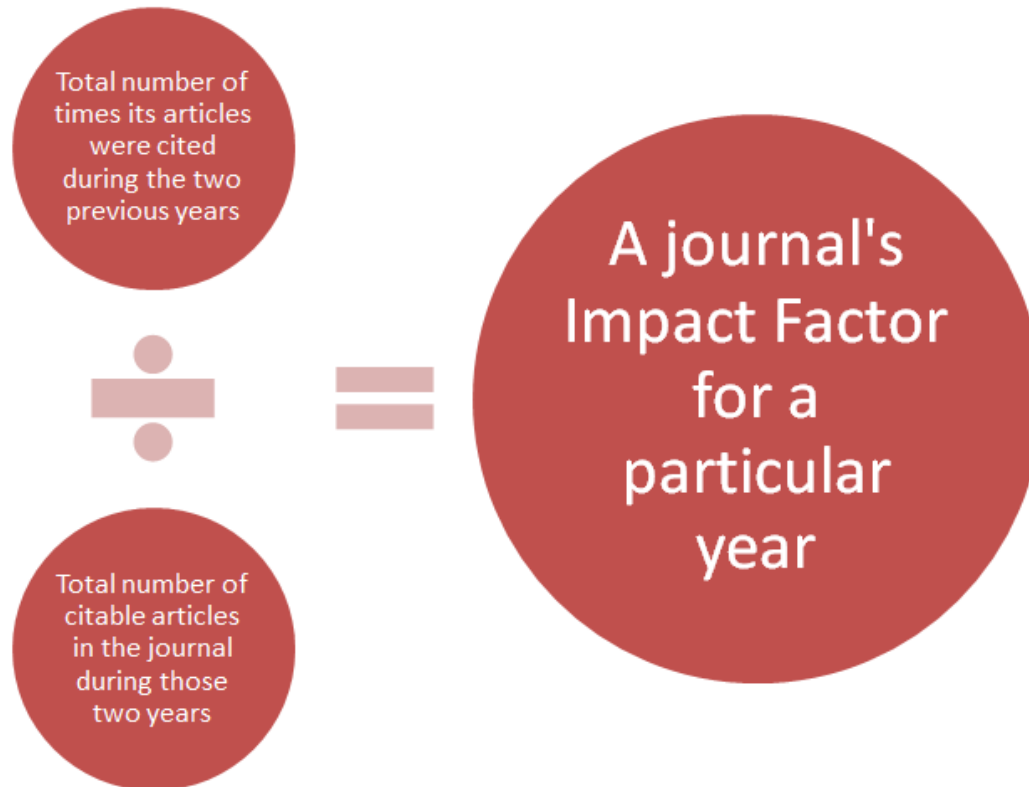 Total number of
times its articles
were cited
during the two
previous years
÷
=
Total number of
citable articles
in the journal
during those
two years
A journal's
Impact Factor
for a
particular
year